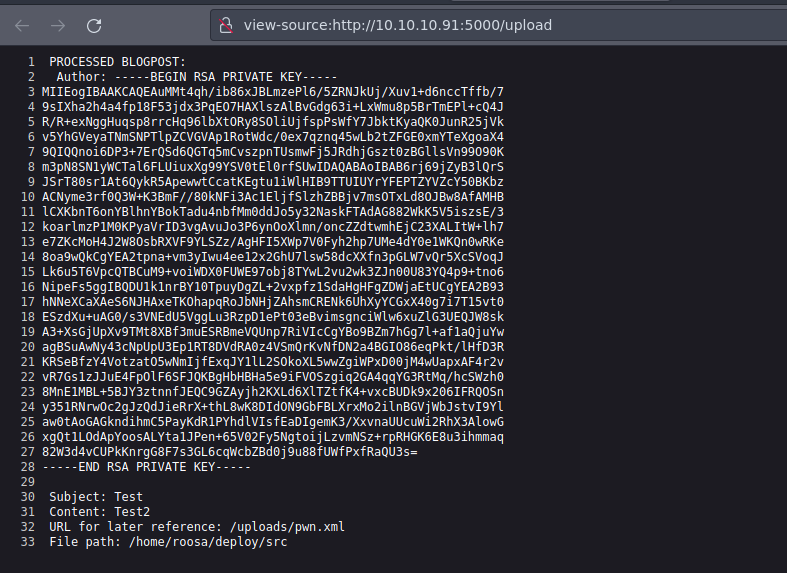 view-source:http://10.10.10.91:5000/upload
1 PROCESSED BLOGPOST:
2 Author: -----BEGIN RSA PRIVATE KEY-----
3 MIIEogIBAAKCAQEAuMMt4qh/ib86xJBLmzePl6/5ZRNJkUj/Xuv1+d6nccTffb/7
4 9sIXha2h4a4fp18F53jdx3PqEO7HAXlszAlBvGdg63i+LxWmu8p5BrTmEPl+cQ4J
5 R/R+exNggHuqsp8rrcHq96lbXtORy8SOliUjfspPsWfY7JbktKyaQK0JunR25jVk
6 v5YhGVeyaTNmSNPTlpZCVGVAp1RotWdc/0ex7qznq45wLb2tZFGE0xmYTeXgoaX4
7 9QIQQnoi6DP3+7ErQSd6QGTq5mCvszpnTUsmwFj5JRdhjGszt0zBGllsVn99O90K
8 m3pN8SN1yWCTal6FLUiuxXg99YSV0tEl0rfSUwIDAQABAoIBAB6rj69jZyB3lQrS
9 JSrT80sr1At6QykR5ApewwtCcatKEgtu1iWlHIB9TTUIUYrYFEPTZYVZcY50BKbz
10 ACNyme3rf0Q3W+K3BmF//80kNFi3Ac1EljfSlzhZBBjv7msOTxLd8OJBw8AfAMHB
11 lCXKbnT6onYBlhnYBokTadu4nbfMm0ddJo5y32NaskFTAdAG882WkK5V5iszsE/3
12 koarlmzP1M0KPyaVrID3vgAvuJo3P6ynOoXlmn/oncZZdtwmhEjC23XALItW+lh7
13 e7ZKcMoH4J2W8OsbRXVF9YLSZz/AgHFI5XWp7V0Fyh2hp7UMe4dY0e1WKQn0wRKe
14 8oa9wQkCgYEA2tpna+vm3yIwu4ee12x2GhU7lsw58dcXXfn3pGLW7vQr5XcSVoqJ
15 Lk6u5T6VpcQTBCuM9+voiWDX0FUWE97obj8TYwL2vu2wk3ZJn00U83YQ4p9+tno6
16 NipeFs5ggIBQDU1k1nrBY10TpuyDgZL+2vxpfz1SdaHgHFgZDWjaEtUCgYEA2B93
17 hNNeXCaXAeS6NJHAxeTKOhapqRoJbNHjZAhsmCRENk6UhXyYCGxX40g7i7T15vt0
18 ESzdXu+uAG0/s3VNEdU5VggLu3RzpD1ePt03eBvimsgnciWlw6xuZlG3UEQJW8sk
19 A3+XsGjUpXv9TMt8XBf3muESRBmeVQUnp7RiVIcCgYBo9BZm7hGg7l+af1aQjuYw
20 agBSuAwNy43cNpUpU3Ep1RT8DVdRA0z4VSmQrKvNfDN2a4BGIO86eqPkt/lHfD3R
21 KRSeBfzY4VotzatO5wNmIjfExqJY1lL2SOkoXL5wwZgiWPxD00jM4wUapxAF4r2v
22 vR7Gs1zJJuE4FpOlF6SFJQKBgHbHBHa5e9iFVOSzgiq2GA4qqYG3RtMq/hcSWzh0
23 8MnE1MBL+5BJY3ztnnfJEQC9GZAyjh2KXLd6XlTZtfK4+vxcBUDk9x206IFRQOSn
24 y351RNrwOc2gJzQdJieRrX+thL8wK8DIdON9GbFBLXrxMo2ilnBGVjWbJstvI9Yl
25 aw0tAoGAGkndihmC5PayKdR1PYhdlVIsfEaDIgemK3/XxvnaUUcuWi2RhX3AlowG
26 xgQt1LOdApYoosALYta1JPen+65V02Fy5NgtoijLzvmNSz+rpRHGK6E8u3ihmmaq
27 82W3d4vCUPkKnrgG8F7s3GL6cqWcbZBd0j9u88fUWfPxfRaQU3s=
28 -----END RSA PRIVATE KEY-----
29
30 Subject: Test
31 Content: Test2
32 URL for later reference: /uploads/pwn.xml
33 File path: /home/roosa/deploy/src